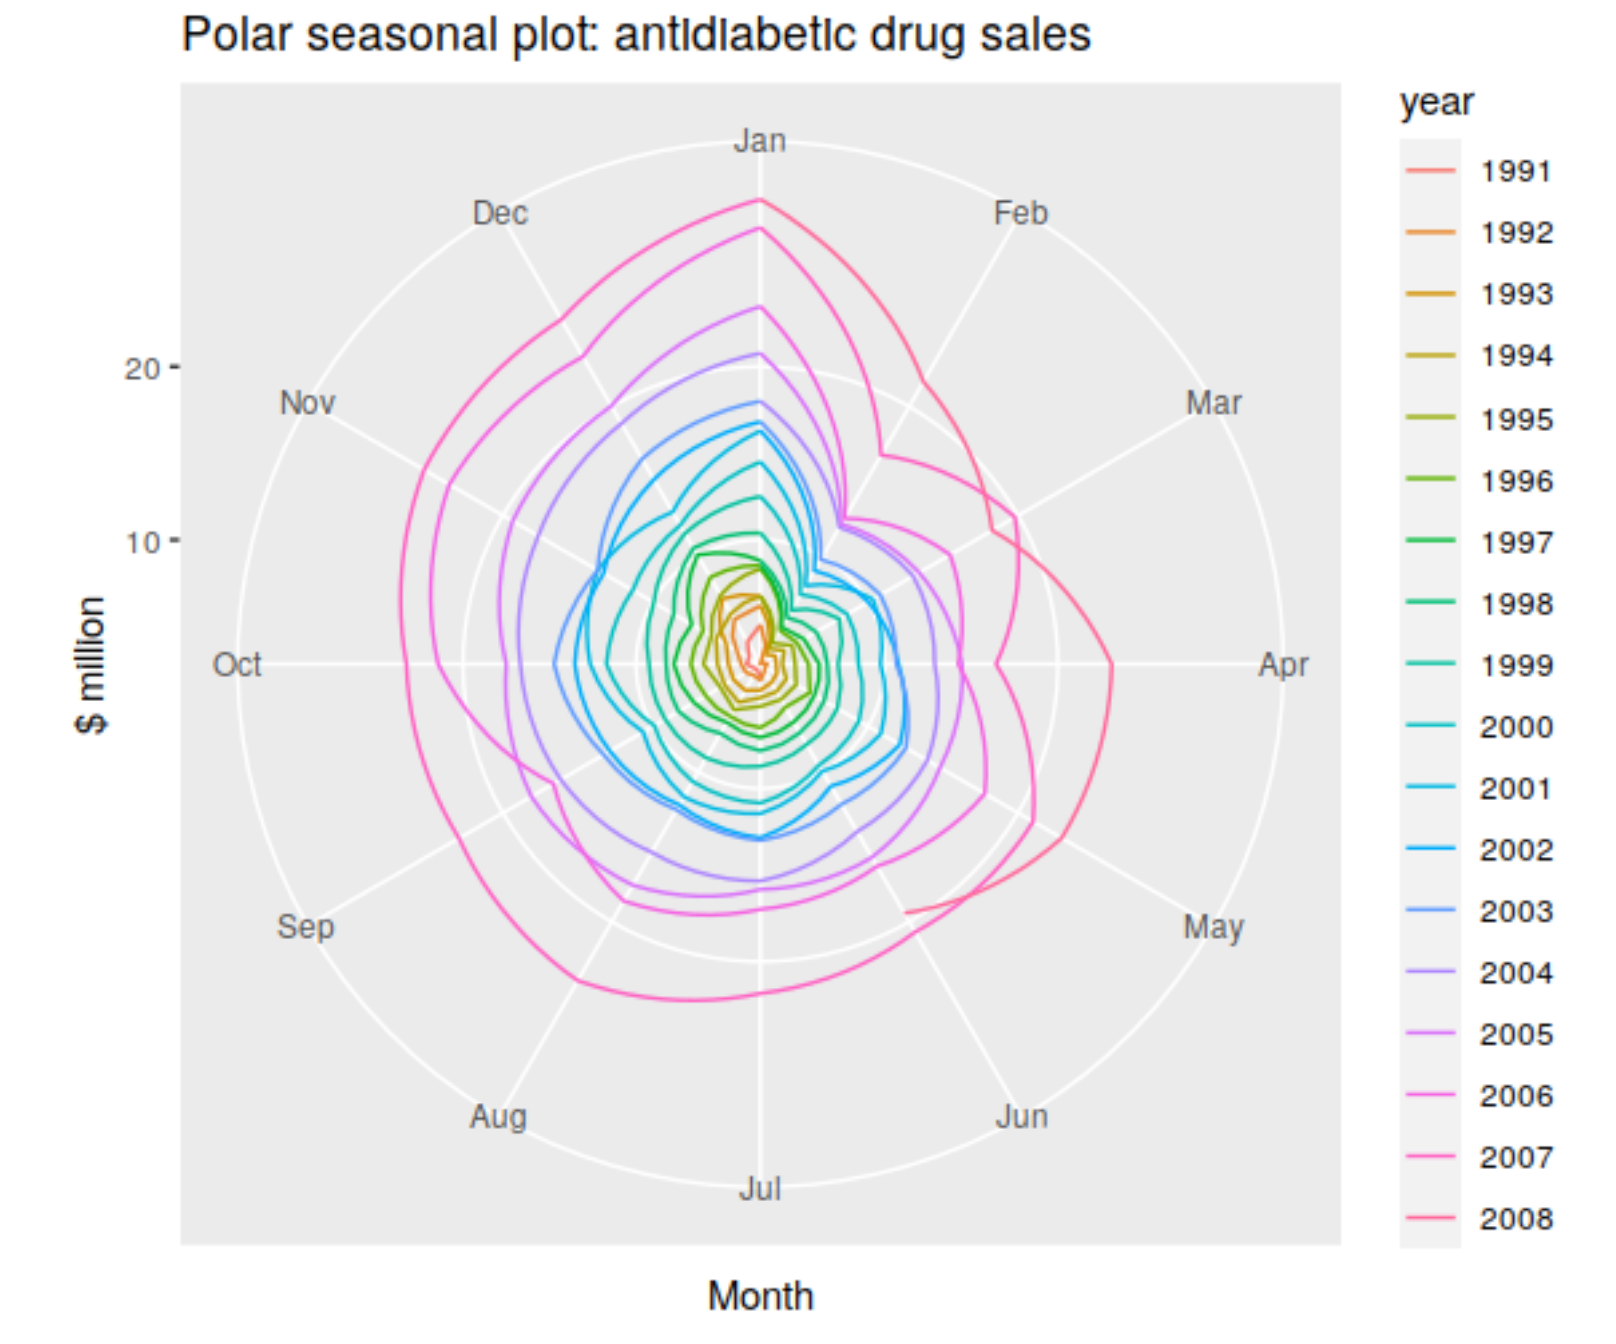 Polar seasonal plot: antidiabetic drug sales
Jan
Feb
Mar
Apr
May
Jun
Jul
Aug
Sep
Oct
Nov
Dec
20
10
$ million
Month
year
1991
1992
1993
1994
1995
1996
1997
1998
1999
2000
2001
2002
2003
2004
2005
2006
2007
2008